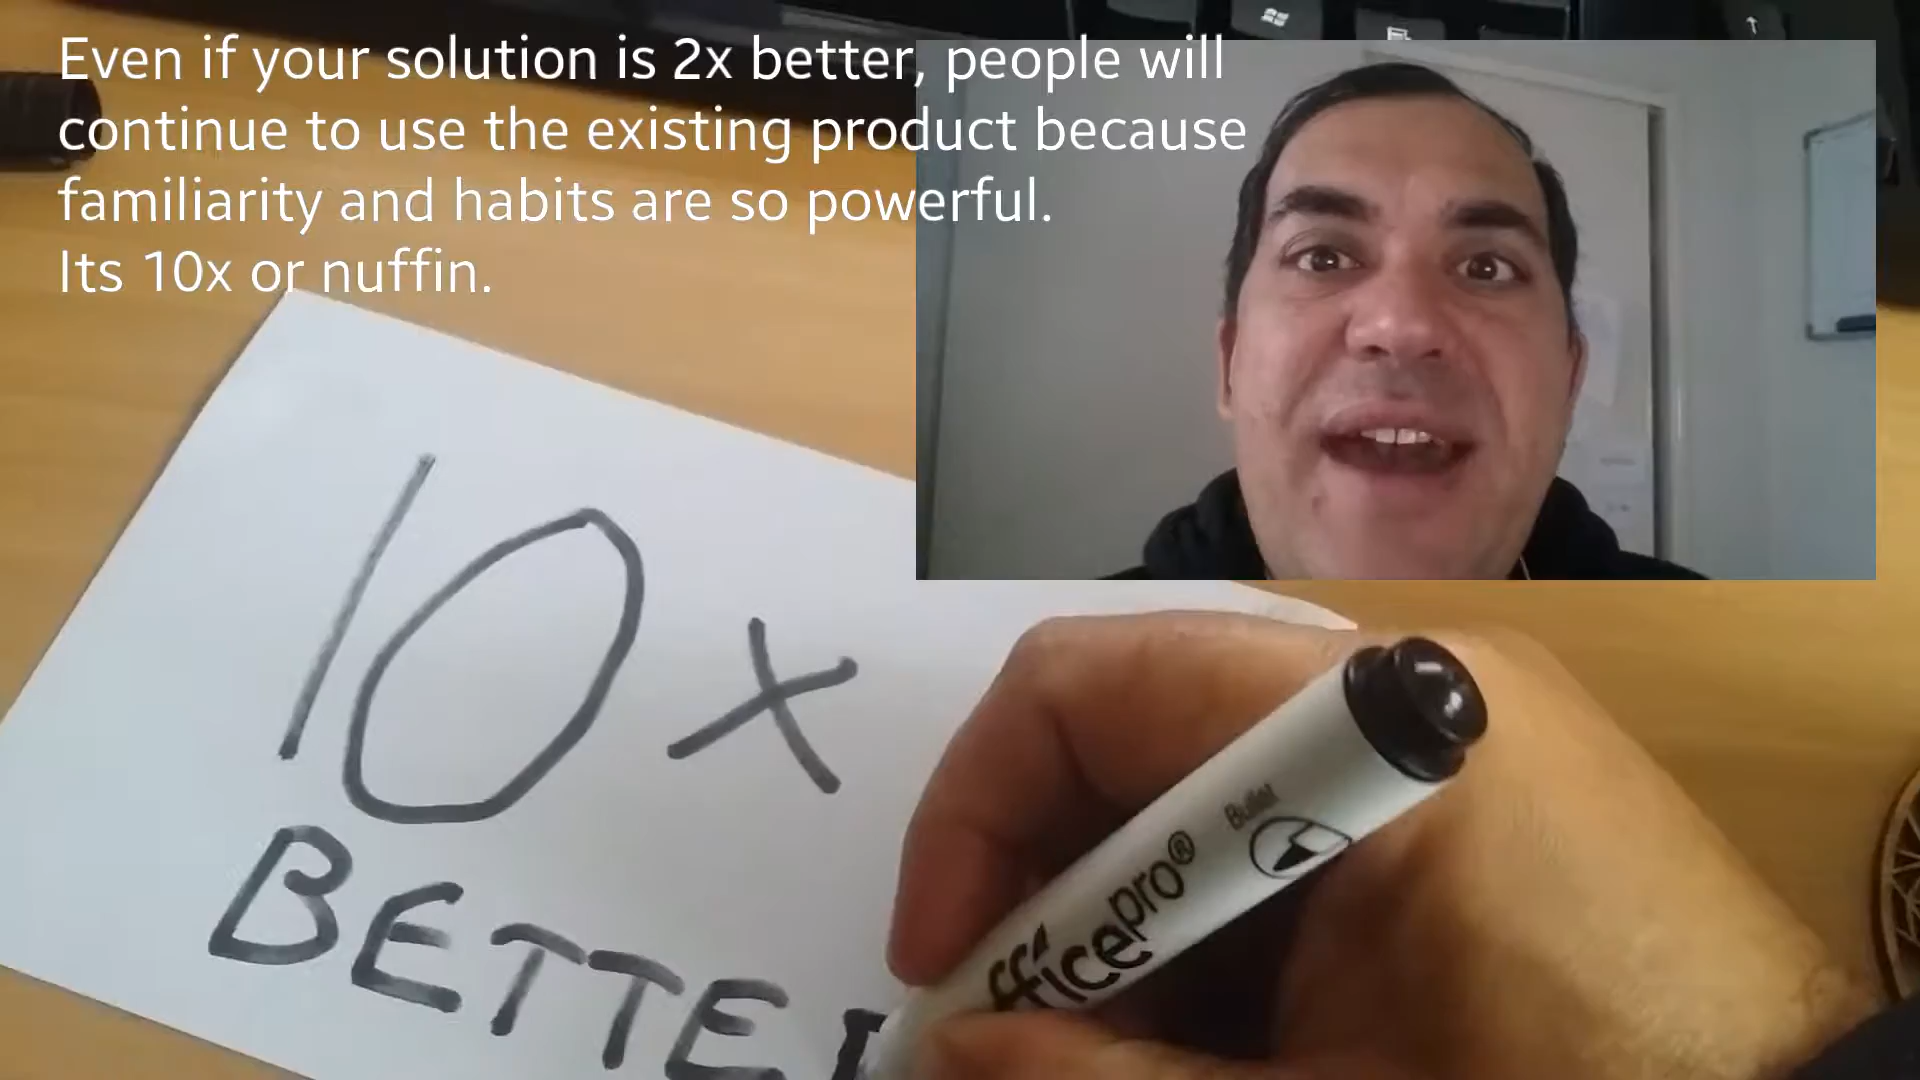 Even if your solution is 2x better, people will
continue to use the existing product because
familiarity and habits are so powerful.
Its 10x or nuffin.
10x
BETTE
Bullet
fficepro®